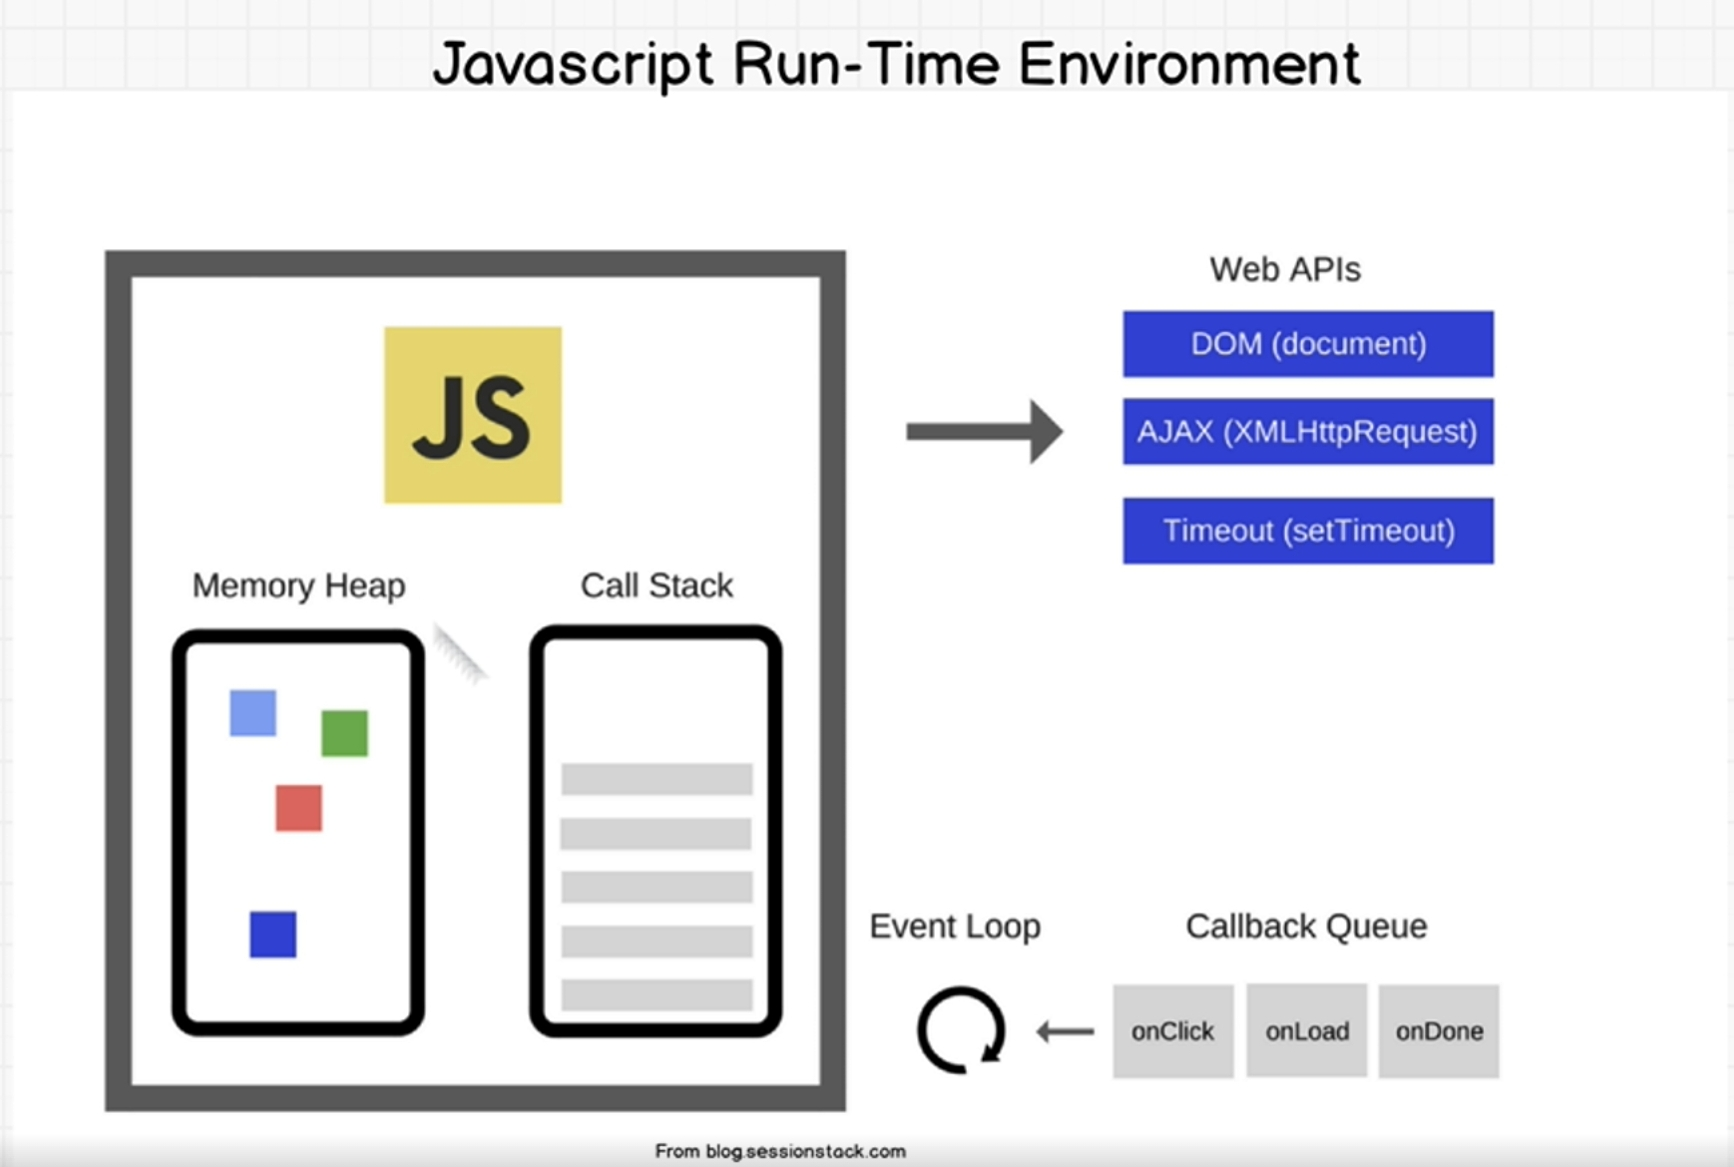 Javascript Run-Time Environment
JS
Memory Heap
Call Stack
Web APIs
DOM (document)
AJAX (XMLHttpRequest)
Timeout (setTimeout)
Event Loop
Callback Queue
onClick
onLoad
onDone
From blog.sessionstack.com